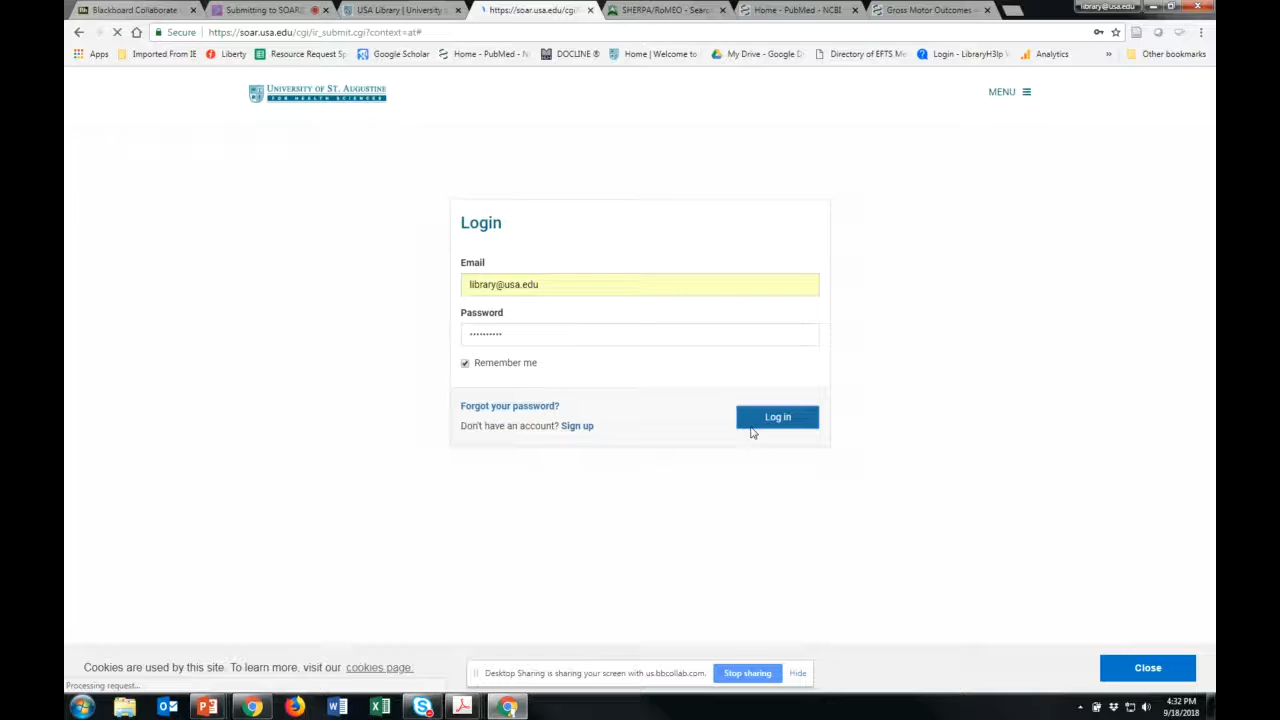 Blackboard Collaborate
Submitting to SOAR
USA Library | University
https://soar.usa.edu/cgi
SHERPA/RoMEO - Searc
Home - PubMed - NCBI
Gross Motor Outcomes
library@usa.edu
Secure https://soar.usa.edu/cgi/ir_submit.cgi?context=at#
Apps Imported From IE Liberty Resource Request Sp Google Scholar Home - PubMed - N DOCLINE ® Home | Welcome to My Drive - Google Dri Directory of EFTS Me Login - LibraryH3lp Analytics » Other bookmarks
UNIVERSITY OF ST. AUGUSTINE
FOR HEALTH SCIENCES
MENU
Login
Email
library@usa.edu
Password
Remember me
Forgot your password?
Don't have an account? Sign up
Log in
Cookies are used by this site. To learn more, visit our cookies page.
Close
Desktop Sharing is sharing your screen with us.bbcollab.com.
Stop sharing
Hide
Processing request...
4:32 PM
9/18/2018